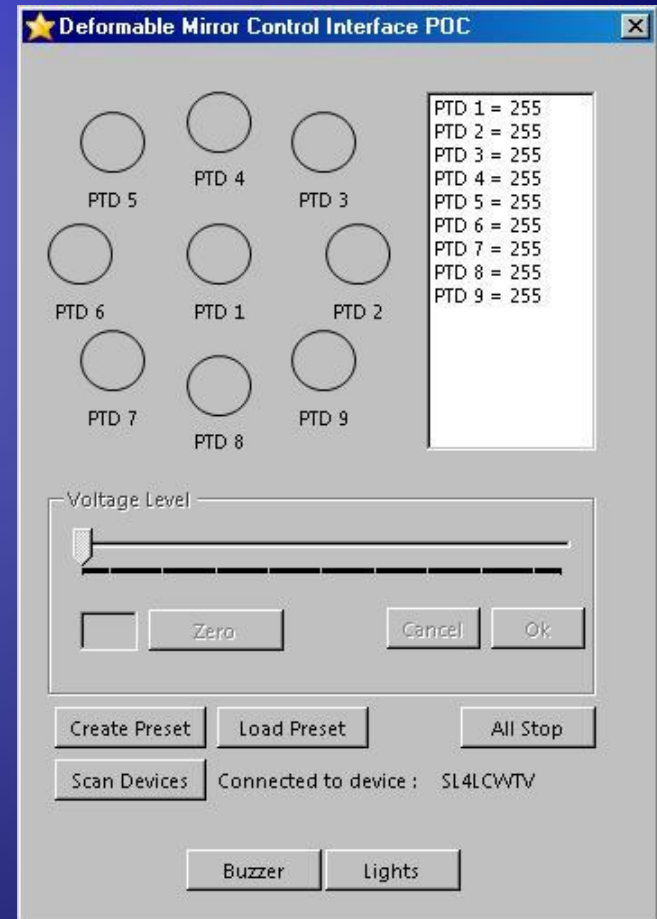 Deformable Mirror Control Interface POC
PTD 4
PTD 5
PTD 3
PTD 6
PTD 1
PTD 2
PTD 7
PTD 9
PTD 8
PTD 1 = 255
PTD 2 = 255
PTD 3 = 255
PTD 4 = 255
PTD 5 = 255
PTD 6 = 255
PTD 7 = 255
PTD 8 = 255
PTD 9 = 255
Voltage Level
Zero Cancel Ok
Create Preset Load Preset All Stop
Scan Devices Connected to device : SL4LCWTV
Buzzer Lights